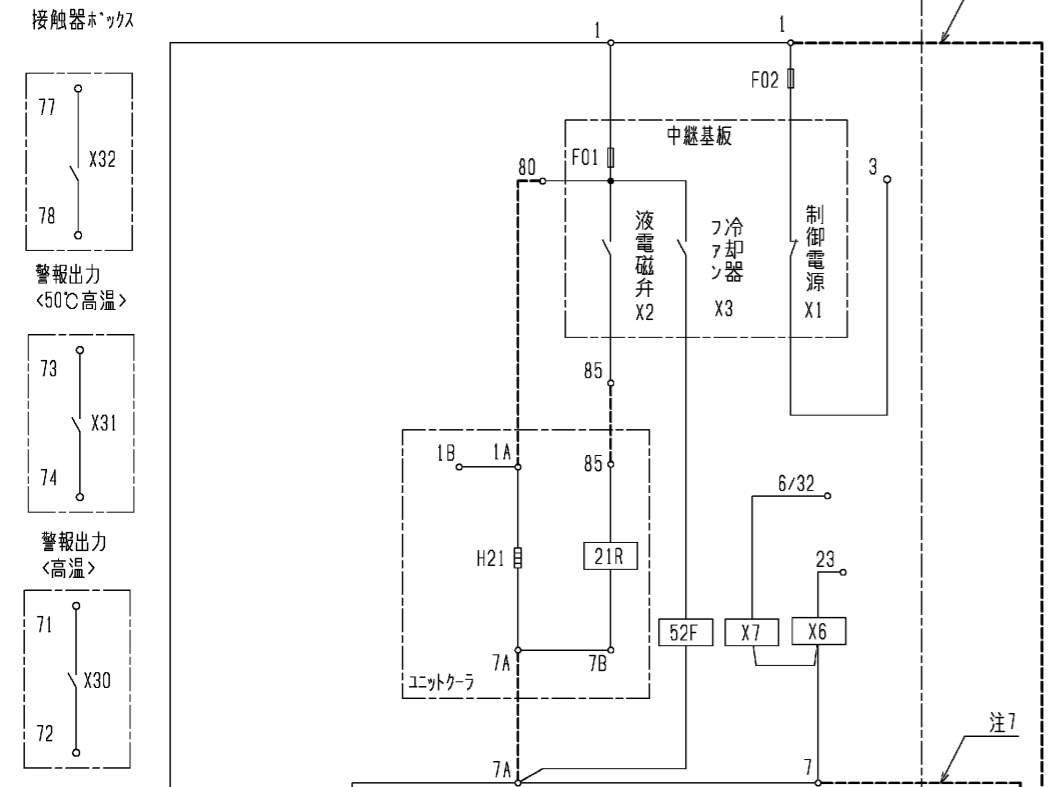 接触器ボックス
77
X32
78
警報出力
<50℃高温>
73
X31
74
警報出力
<高温>
71
X30
72
1
1
F02
中継基板
F01
80
3
液電磁弁
X2
冷却器
ファン
X3
制御電源
X1
85
1B
1A
85
6/32
H21
21R
23
52F
X7
X6
7A
7B
ユニットクーラ
注7
7A
7